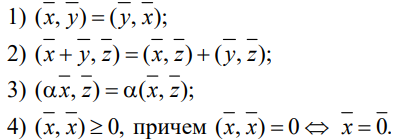 1) (x̅, y̅) = (y̅, x̅);
2) (x̅ + y̅, z̅) = (x̅, z̅) + (y̅, z̅);
3) (αx̅, z̅) = α(x̅, z̅);
4) (x̅, x̅) ≥ 0, причем (x̅, x̅) = 0 ⇔ x̅ = 0̅.